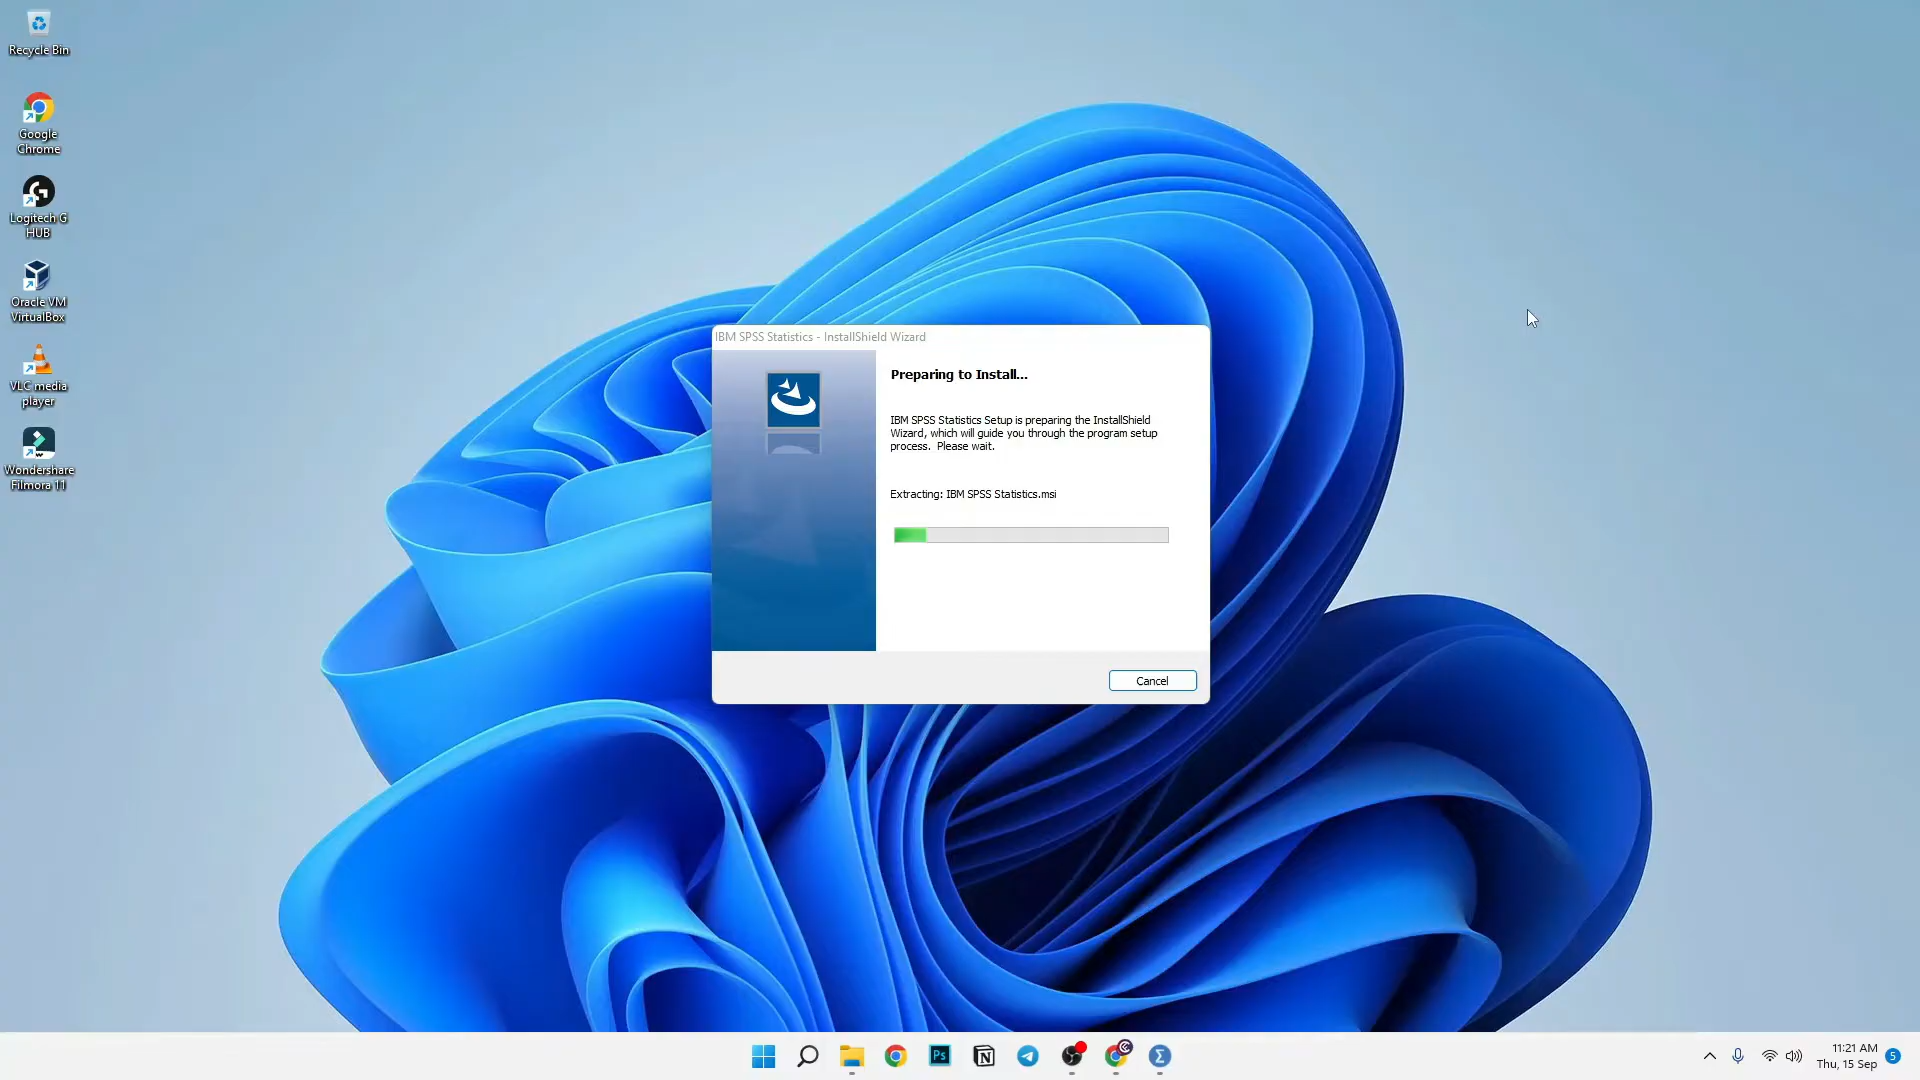 Recycle Bin
Google
Chrome
Logitech G
HUB
Oracle VM
VirtualBox
VLC media
player
Wondershare
Filmora 11
IBM SPSS Statistics - InstallShield Wizard
Preparing to Install...
IBM SPSS Statistics Setup is preparing the InstallShield
Wizard, which will guide you through the program setup
process. Please wait.
Extracting: IBM SPSS Statistics.msi
Cancel
Ps
11:21 AM
Thu, 15 Sep
5